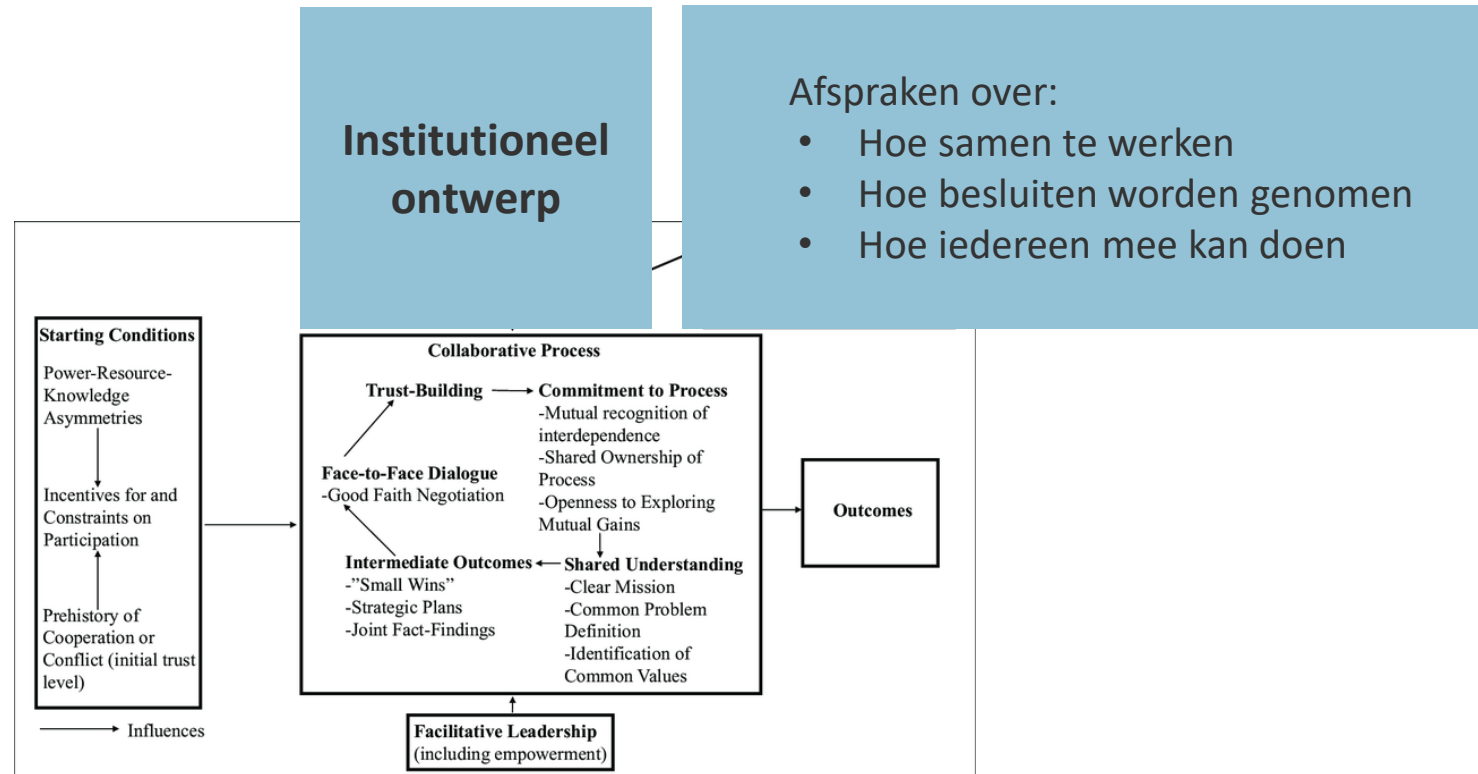 Institutioneel
ontwerp
Afspraken over:
• Hoe samen te werken
• Hoe besluiten worden genomen
• Hoe iedereen mee kan doen
Starting Conditions
Power-Resource-
Knowledge
Asymmetries
Incentives for and
Constraints on
Participation
Prehistory of
Cooperation or
Conflict (initial trust
level)
Influences
Collaborative Process
Trust-Building
Commitment to Process
-Mutual recognition of
interdependence
-Shared Ownership of
Process
-Openness to Exploring
Mutual Gains
Face-to-Face Dialogue
-Good Faith Negotiation
Intermediate Outcomes
-”Small Wins”
-Strategic Plans
-Joint Fact-Findings
Shared Understanding
-Clear Mission
-Common Problem
Definition
-Identification of
Common Values
Outcomes
Facilitative Leadership
(including empowerment)